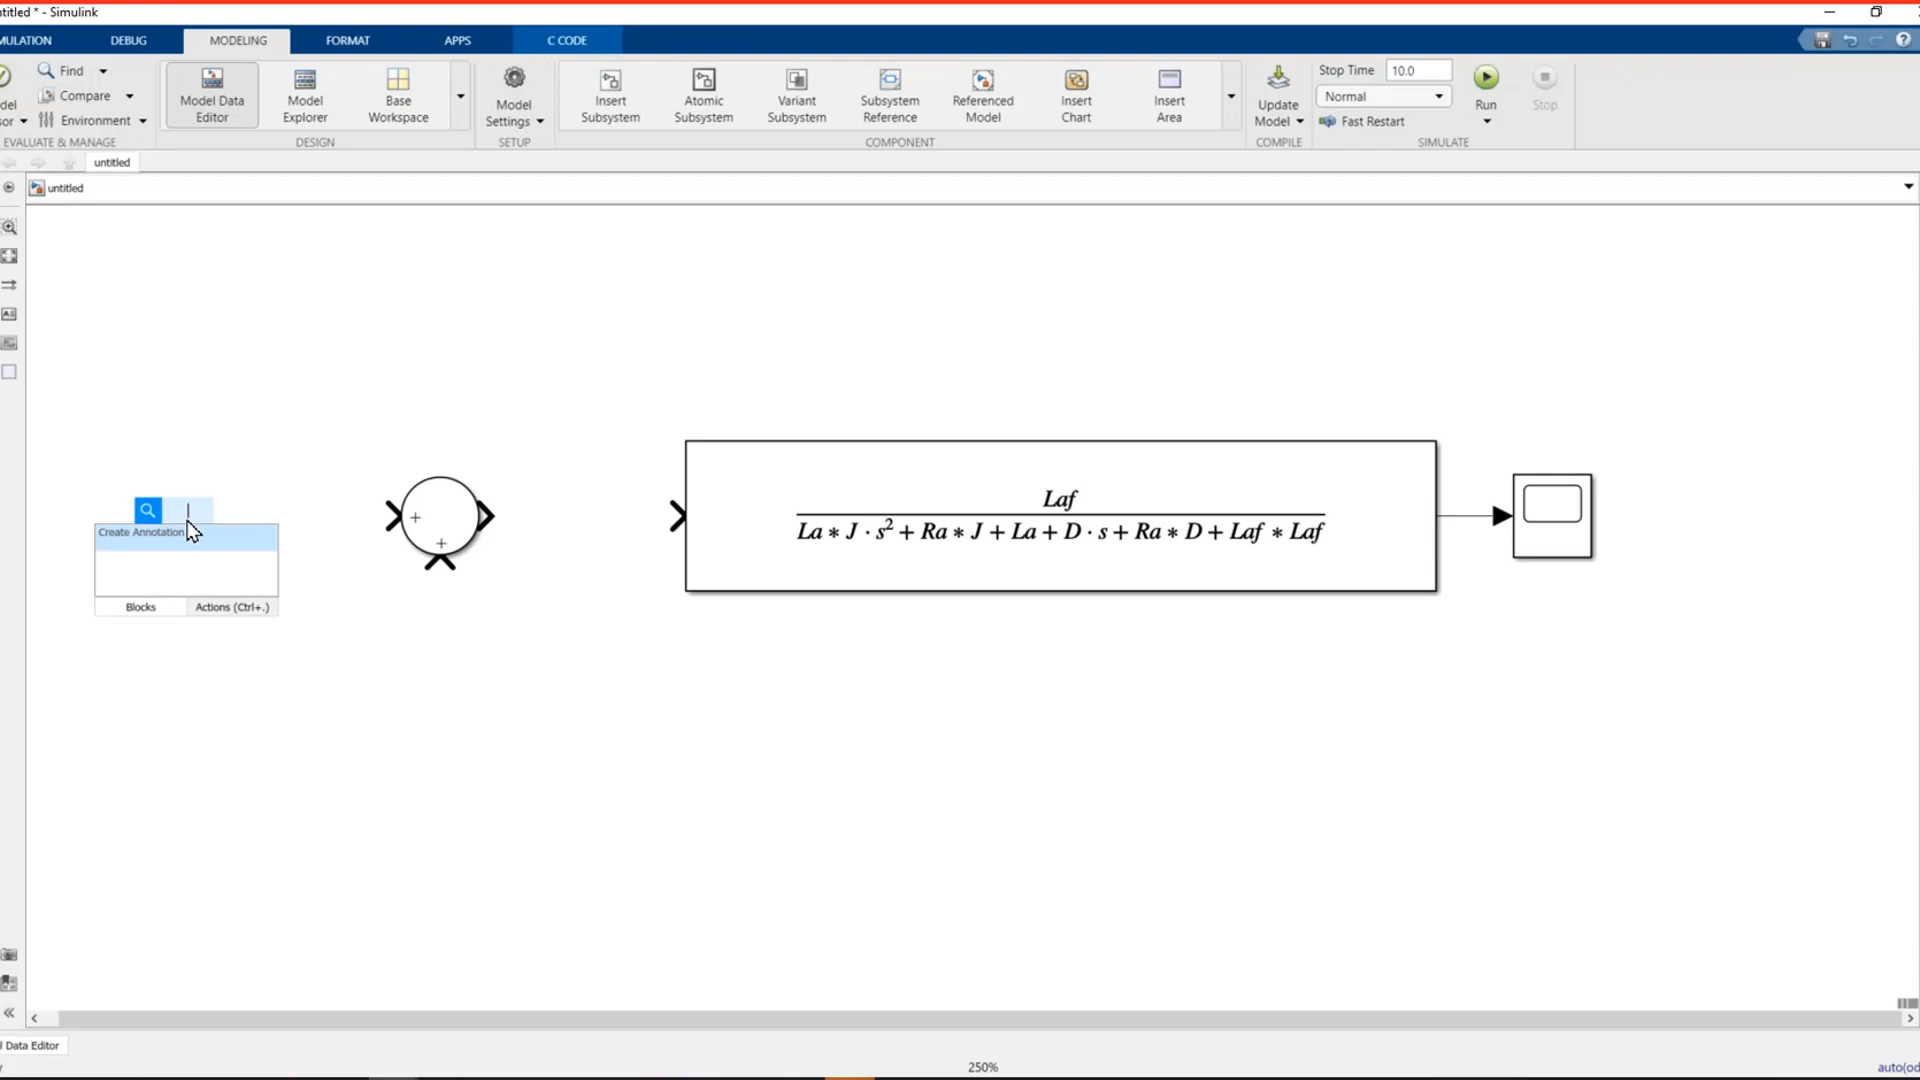 ntitled * - Simulink
MULATION DEBUG MODELING FORMAT APPS C CODE
Find
Compare
Environment
del
sor
EVALUATE & MANAGE
Model Data
Editor
Model
Explorer
Base
Workspace
DESIGN
Model
Settings
SETUP
Insert
Subsystem
Atomic
Subsystem
Variant
Subsystem
Subsystem
Reference
Referenced
Model
Insert
Chart
Insert
Area
COMPONENT
Update
Model
COMPILE
Stop Time 10.0
Normal
Fast Restart
Run
Stop
SIMULATE
untitled
untitled
Create Annotation
Blocks Actions (Ctrl+.)
+
+
Laf
La * J · s² + Ra * J + La + D · s + Ra * D + Laf * Laf
l Data Editor
250%
auto(od